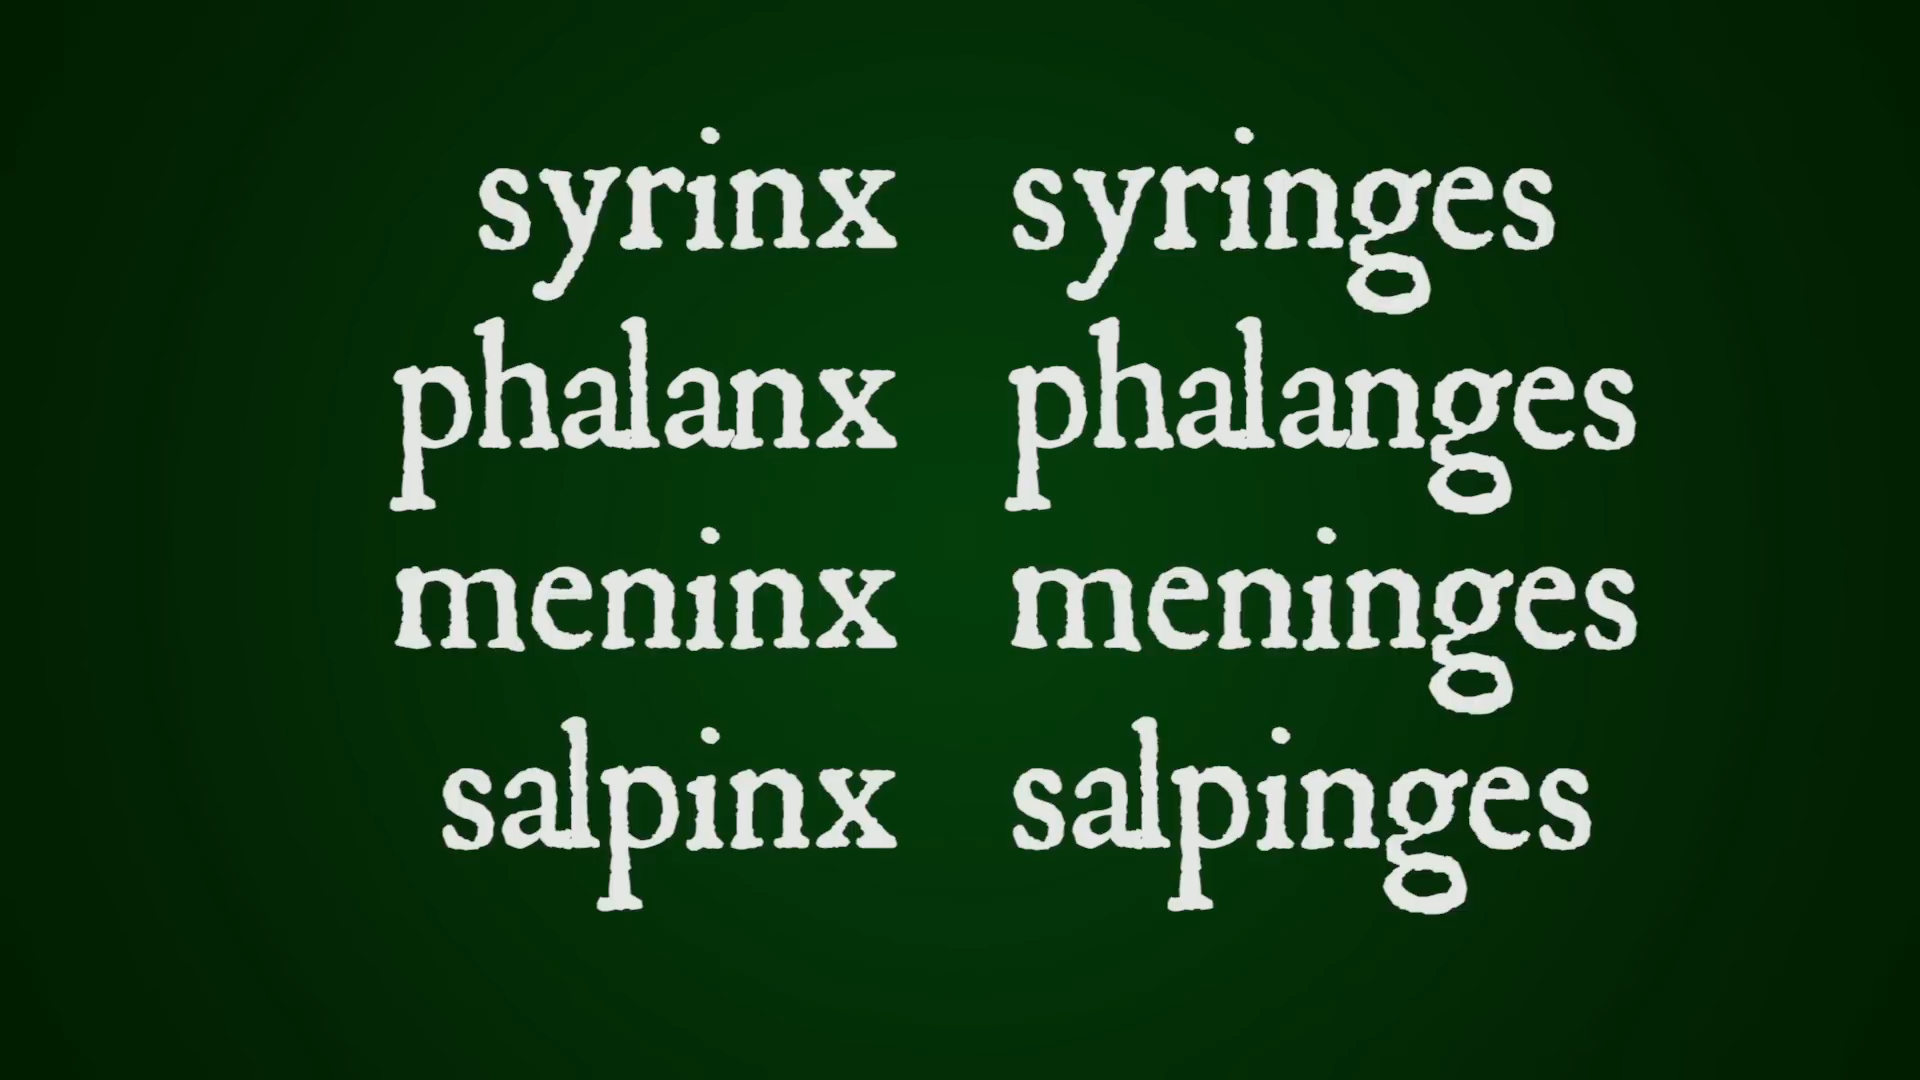 syrinx syringes
phalanx phalanges
meninx meninges
salpinx salpinges